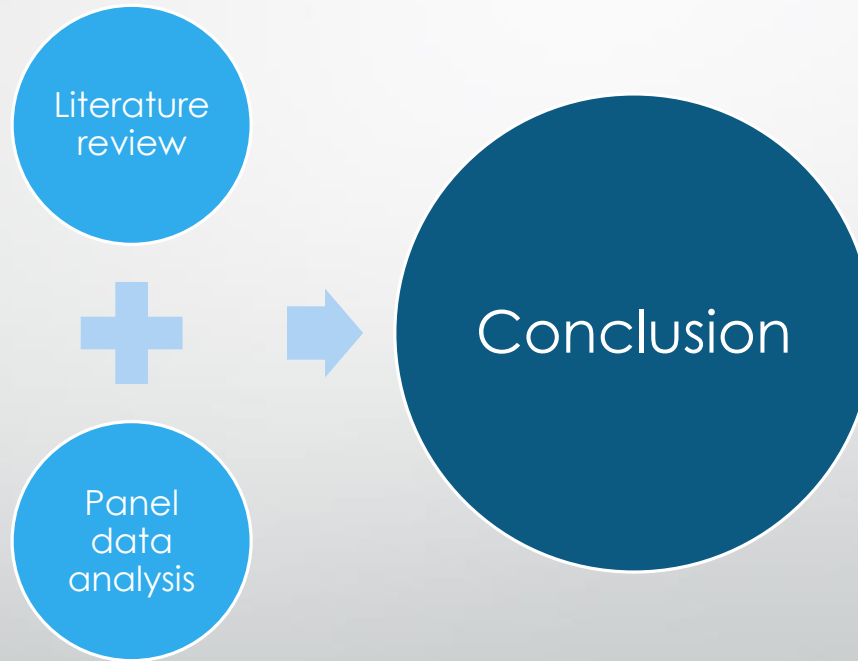 Literature
review
Panel
data
analysis
Conclusion